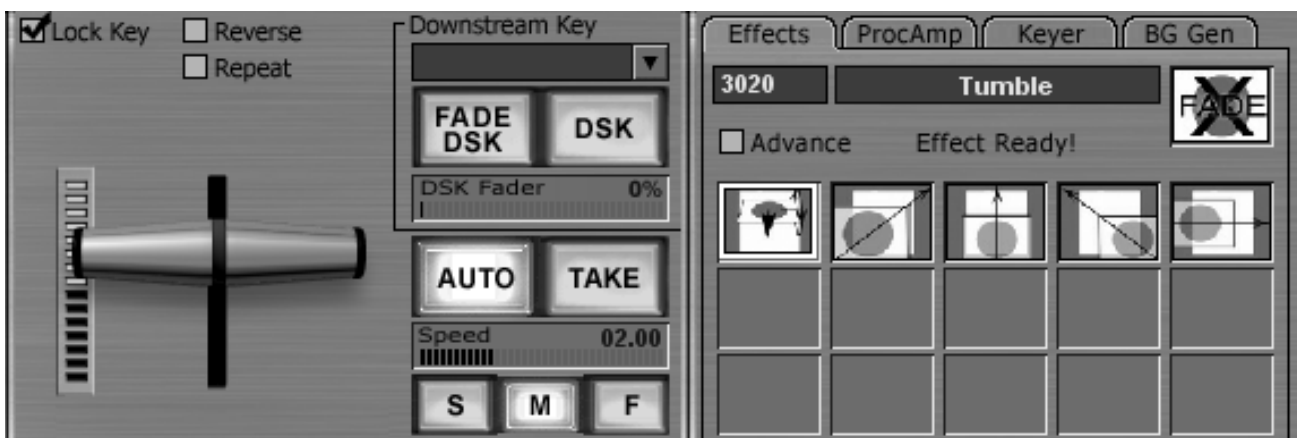 Lock Key
Reverse
Repeat
Downstream Key
FADE
DSK
DSK
DSK Fader 0%
AUTO
TAKE
Speed 02.00
S
M
F
Effects
ProcAmp
Keyer
BG Gen
3020
Tumble
FADE
Advance
Effect Ready!